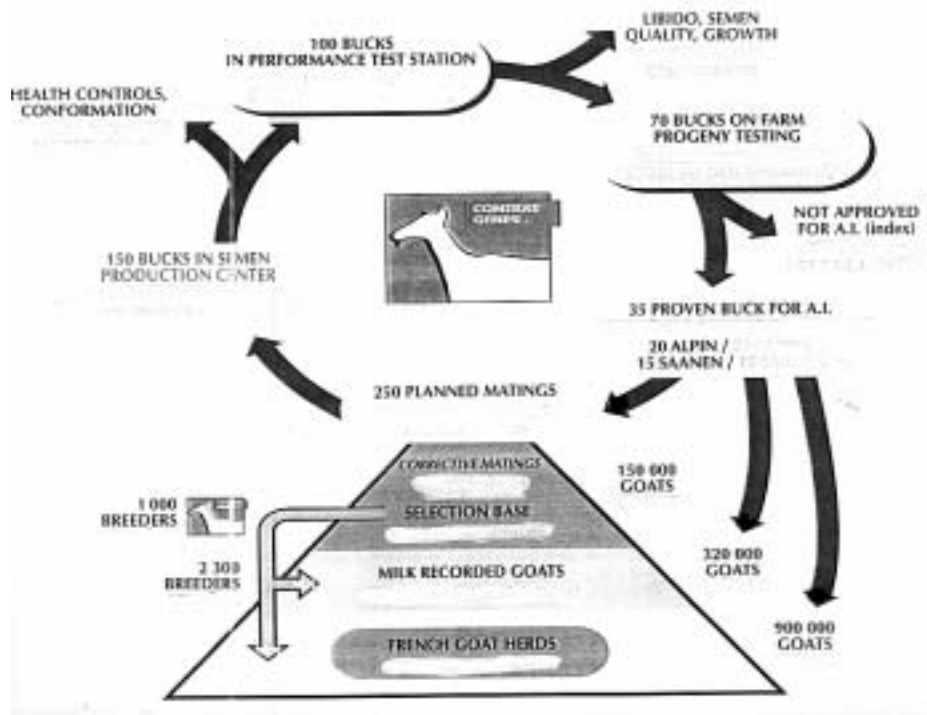 100 BUCKS
IN PERFORMANCE TEST STATION
LIBIDO, SEMEN
QUALITY, GROWTH
HEALTH CONTROLS,
CONFORMATION
70 BUCKS ON FARM
PROGENY TESTING
NOT APPROVED
FOR A.I. (index)
150 BUCKS IN SEMEN
PRODUCTION CENTER
35 PROVEN BUCK FOR A.I.
20 ALPIN /
15 SAANEN /
250 PLANNED MATINGS
CORRECTIVE MATINGS
150 000
GOATS
1 000
BREEDERS
SELECTION BASE
2 300
BREEDERS
MILK RECORDED GOATS
320 000
GOATS
FRENCH GOAT HERDS
900 000
GOATS